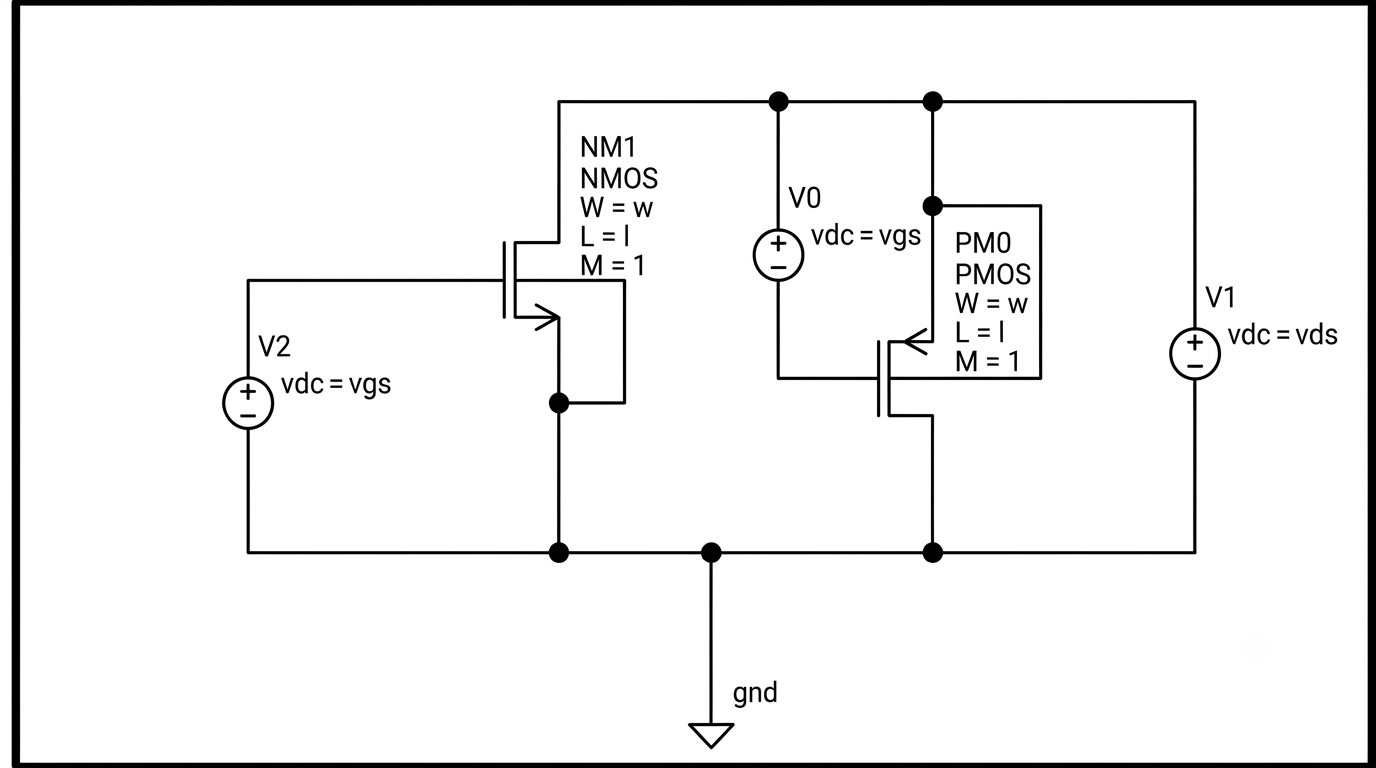 NM1
NMOS
W = w
L = l
M = 1
V0
vdc = vgs
PM0
PMOS
W = w
L = l
M = 1
V1
vdc = vds
V2
vdc = vgs
gnd